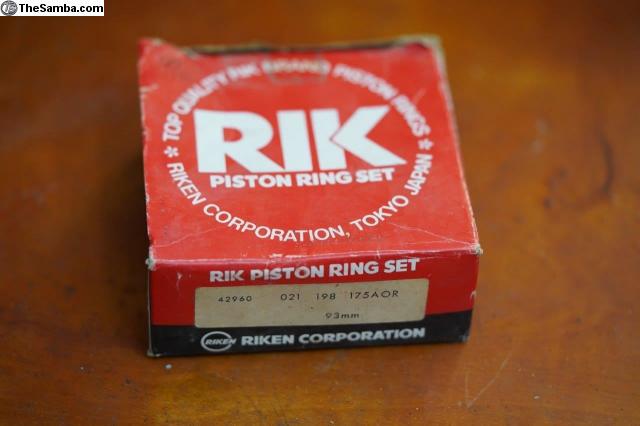 TheSamba.com
TOP QUALITY RIK BRAND PISTON RINGS
RIK
PISTON RING SET
* RIKEN CORPORATION, TOKYO JAPAN *
RIK PISTON RING SET
42960 021 198 175AOR
93mm
RIKEN RIKEN CORPORATION